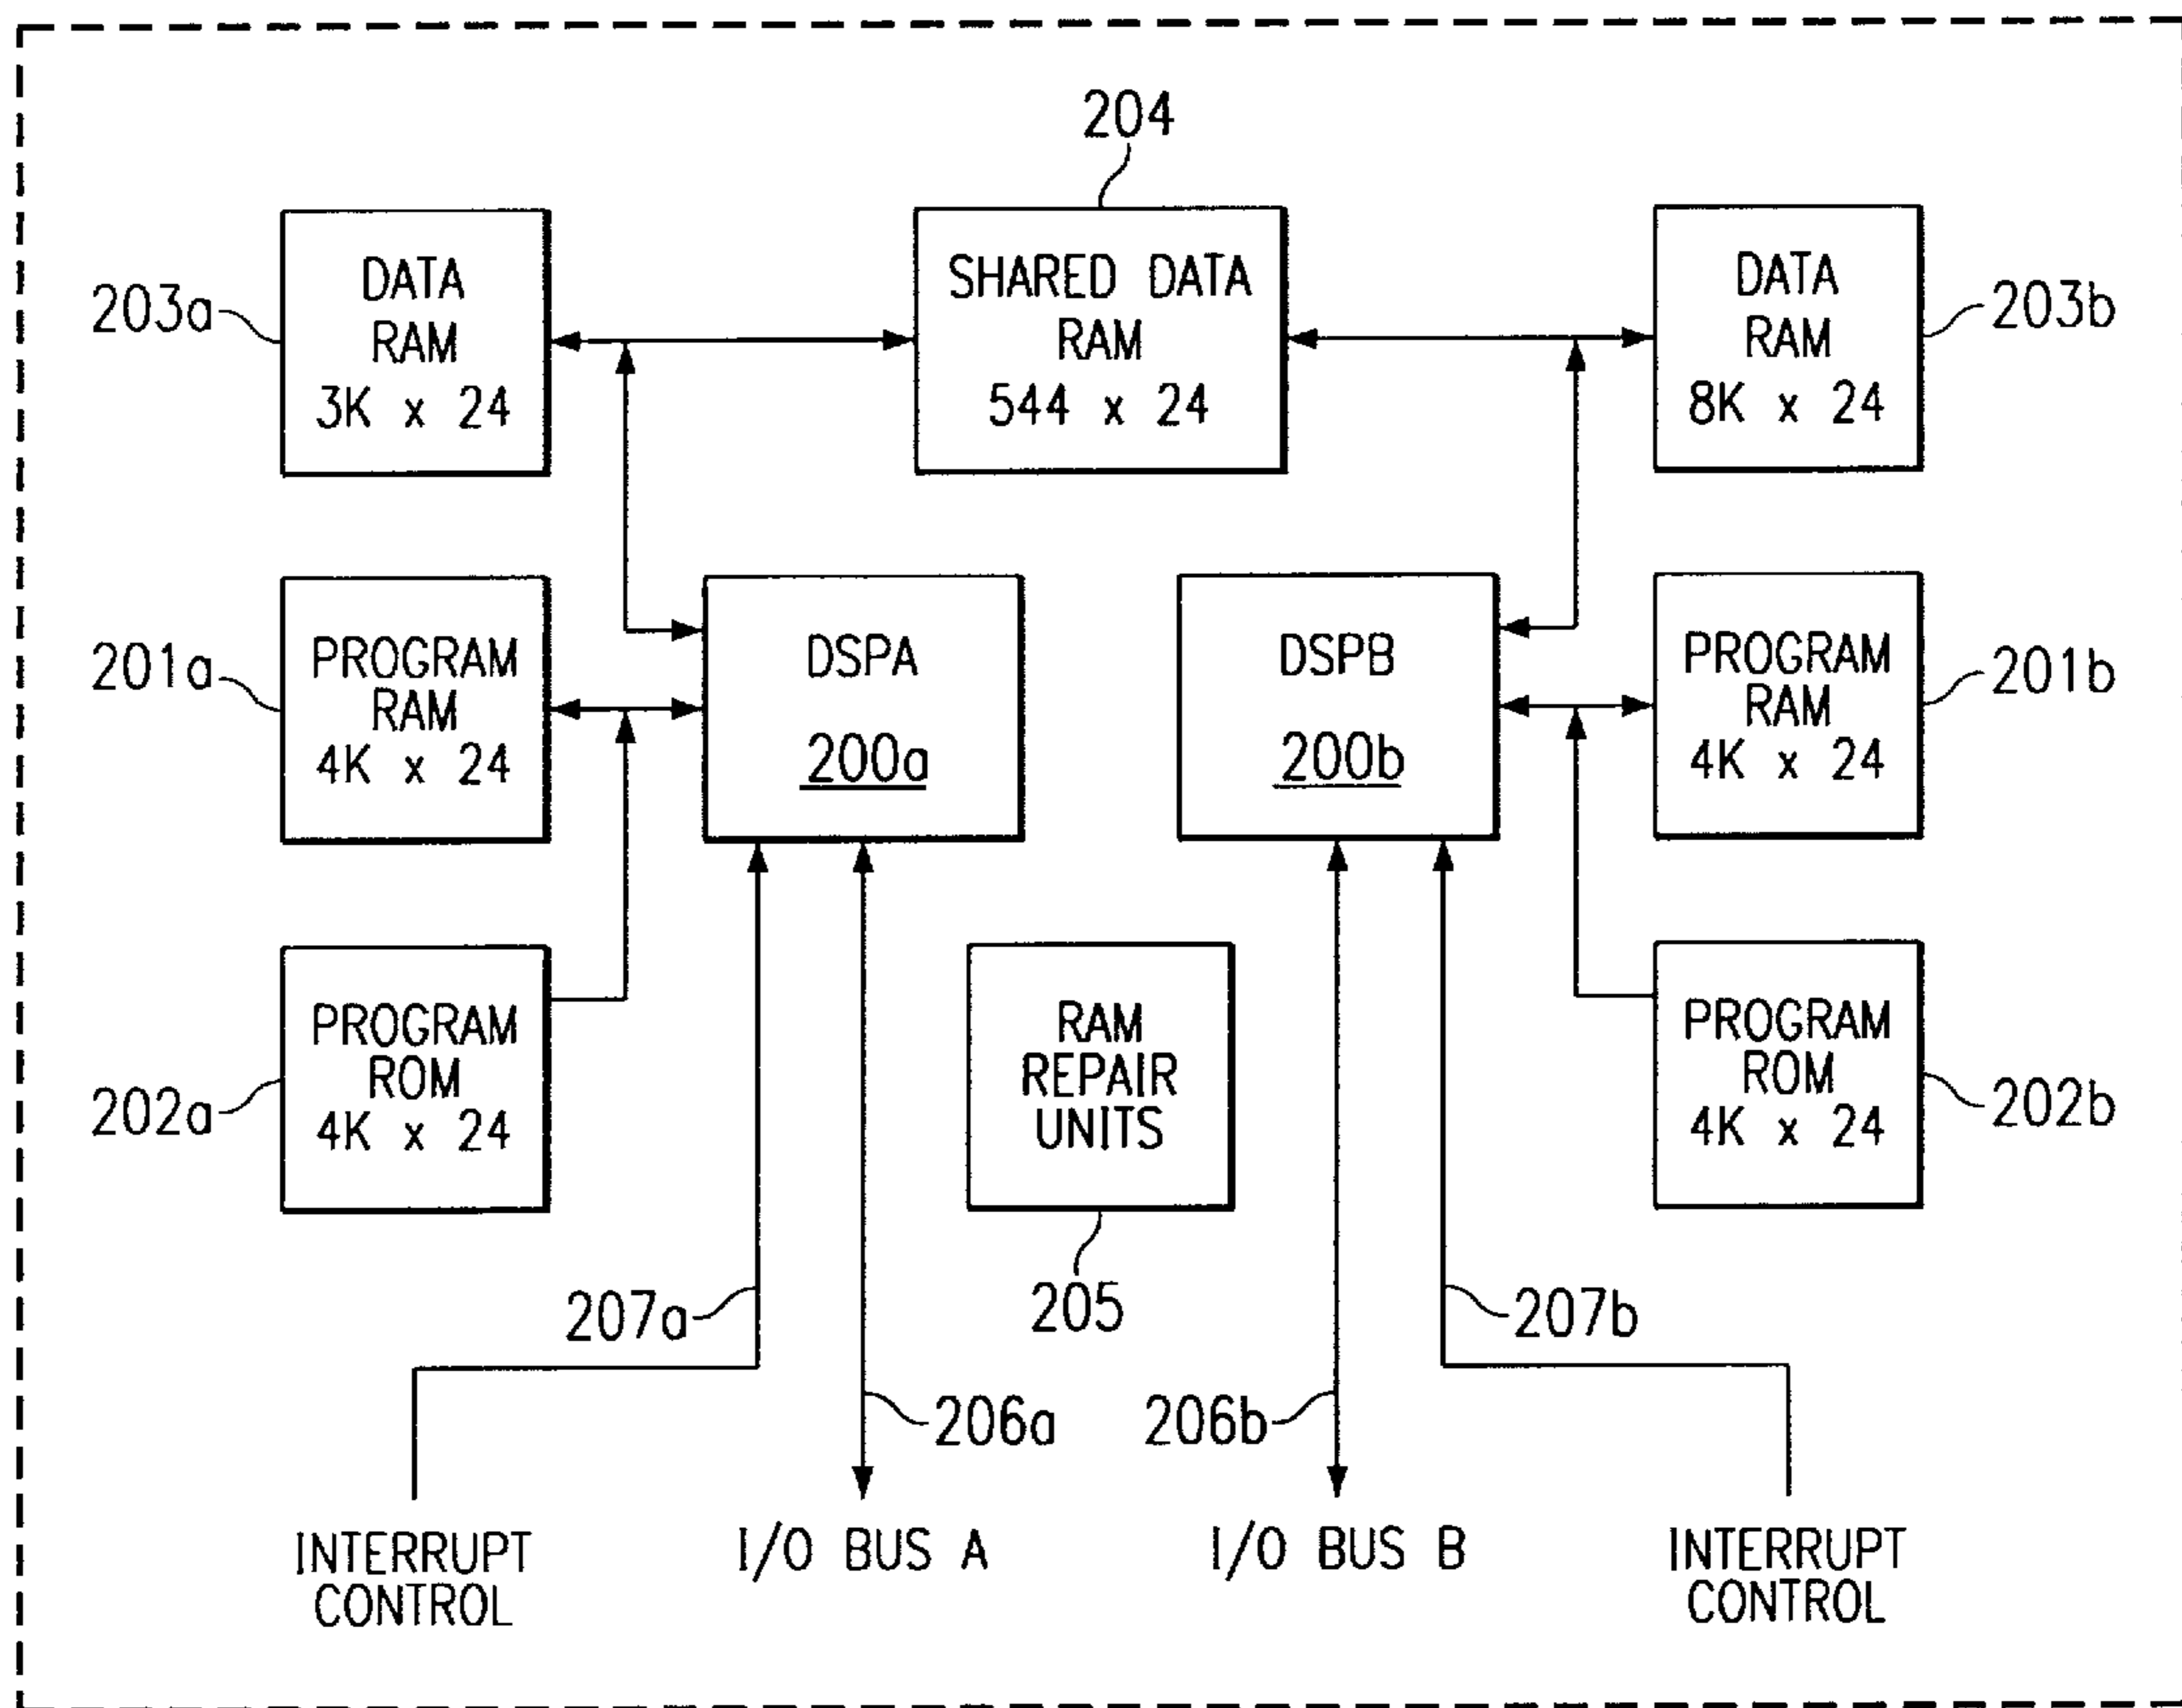 204
DATA
RAM
3K x 24
203a
SHARED DATA
RAM
544 x 24
DATA
RAM
8K x 24
203b
PROGRAM
RAM
4K x 24
201a
DSPA
200a
DSPB
200b
PROGRAM
RAM
4K x 24
201b
PROGRAM
ROM
4K x 24
202a
RAM
REPAIR
UNITS
205
PROGRAM
ROM
4K x 24
202b
207a
206a
206b
207b
INTERRUPT
CONTROL
I/O BUS A
I/O BUS B
INTERRUPT
CONTROL